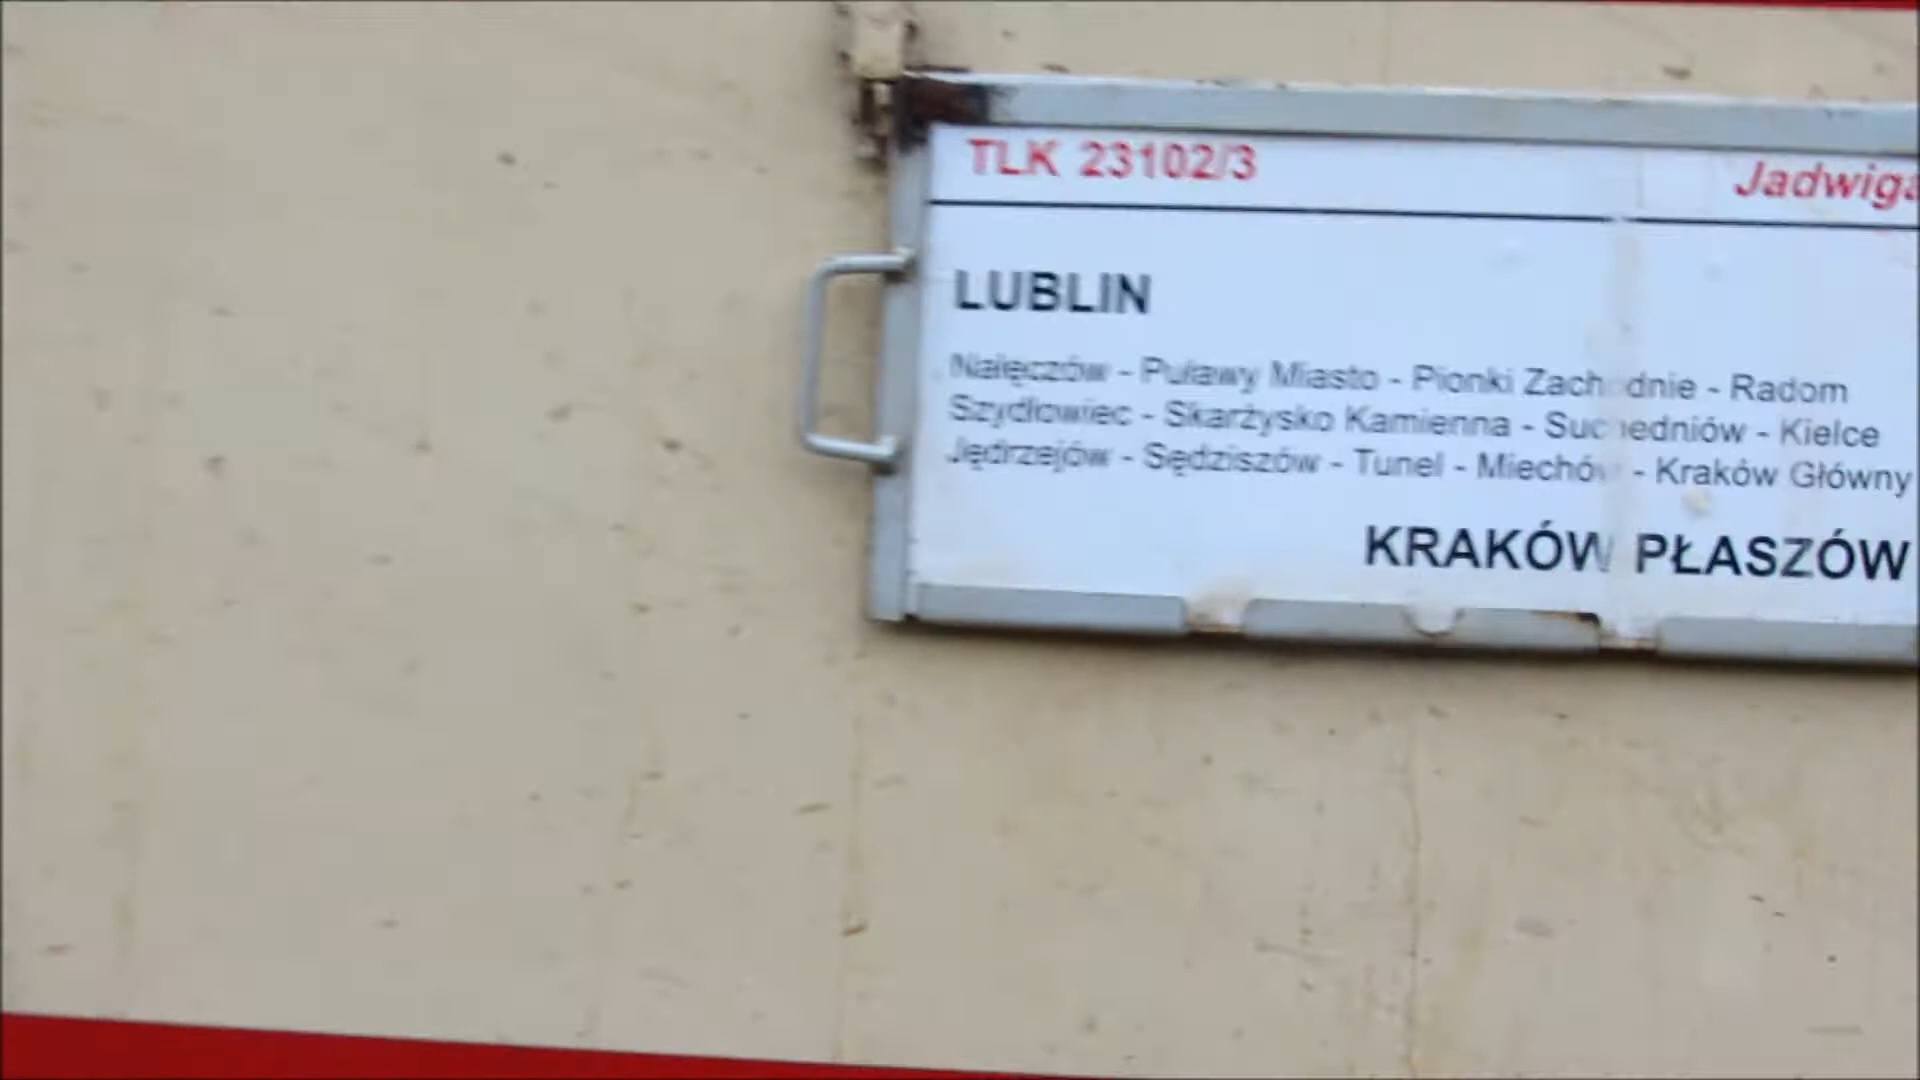 TLK 23102/3 Jadwiga
LUBLIN
Nałęczów - Puławy Miasto - Pionki Zachodnie - Radom
Szydłowiec - Skarżysko Kamienna - Suchedniów - Kielce
Jędrzejów - Sędziszów - Tunel - Miechów - Kraków Główny
KRAKÓW PŁASZÓW